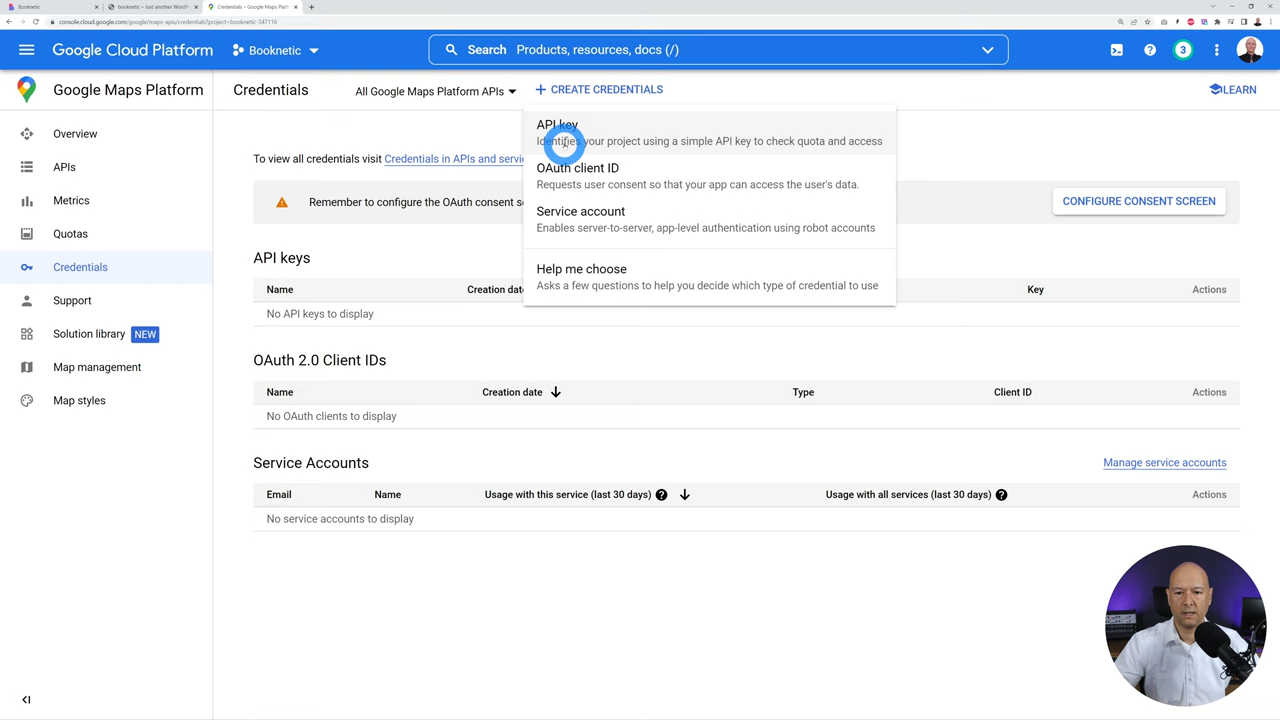 Booknetic
booknetic – Just another WordPr
Credentials – Google Maps Platf
console.cloud.google.com/google/maps-apis/credentials?project=booknetic-347116
Google Cloud Platform
Booknetic
Search Products, resources, docs (/)
3
Google Maps Platform
Credentials
All Google Maps Platform APIs
CREATE CREDENTIALS
LEARN
Overview
APIs
Metrics
Quotas
Credentials
Support
Solution library NEW
Map management
Map styles
API key
Identifies your project using a simple API key to check quota and access
OAuth client ID
Requests user consent so that your app can access the user's data.
Service account
Enables server-to-server, app-level authentication using robot accounts
Help me choose
Asks a few questions to help you decide which type of credential to use
To view all credentials visit Credentials in APIs and servic
Remember to configure the OAuth consent s
CONFIGURE CONSENT SCREEN
API keys
Name Creation date Key Actions
No API keys to display
OAuth 2.0 Client IDs
Name Creation date Type Client ID Actions
No OAuth clients to display
Service Accounts
Manage service accounts
Email Name Usage with this service (last 30 days) Usage with all services (last 30 days) Actions
No service accounts to display